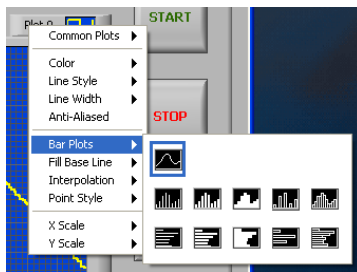 Plot 0
START
Common Plots
Color
Line Style
Line Width
Anti-Aliased
STOP
Bar Plots
Fill Base Line
Interpolation
Point Style
X Scale
Y Scale